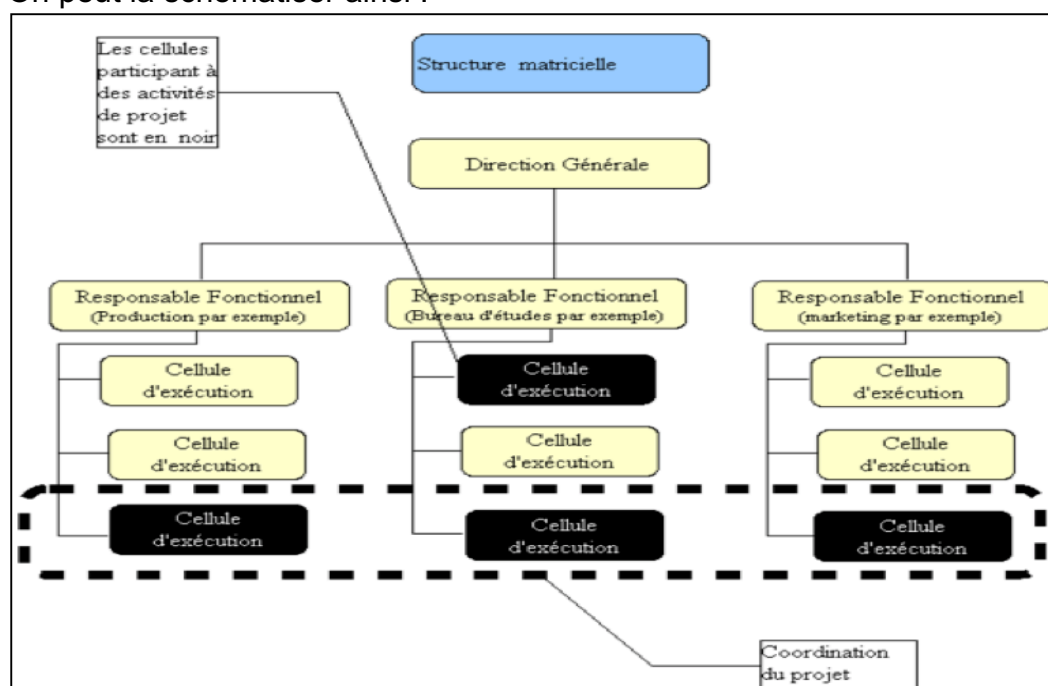 On peut la schématiser ainsi :
Les cellules
participant à
des activités
de projet
sont en noir
Structure matricielle
Direction Générale
Responsable Fonctionnel
(Production par exemple)
Responsable Fonctionnel
(Bureau d'études par exemple)
Responsable Fonctionnel
(marketing par exemple)
Cellule
d'exécution
Cellule
d'exécution
Cellule
d'exécution
Cellule
d'exécution
Cellule
d'exécution
Cellule
d'exécution
Cellule
d'exécution
Cellule
d'exécution
Cellule
d'exécution
Coordination
du projet